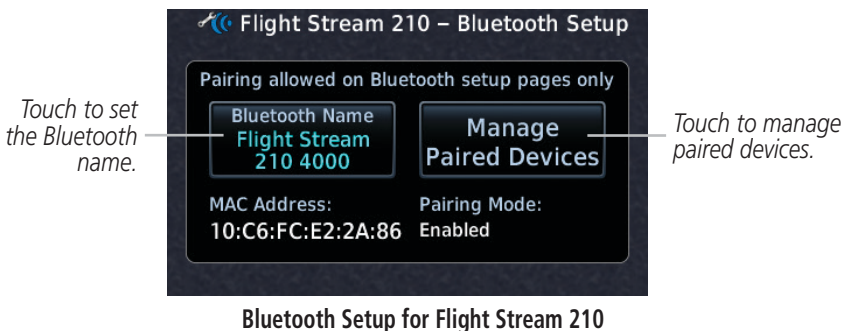 Flight Stream 210 – Bluetooth Setup
Pairing allowed on Bluetooth setup pages only
Touch to set
the Bluetooth
name.
Bluetooth Name
Flight Stream
210 4000
Manage
Paired Devices
Touch to manage
paired devices.
MAC Address:
10:C6:FC:E2:2A:86
Pairing Mode:
Enabled
Bluetooth Setup for Flight Stream 210